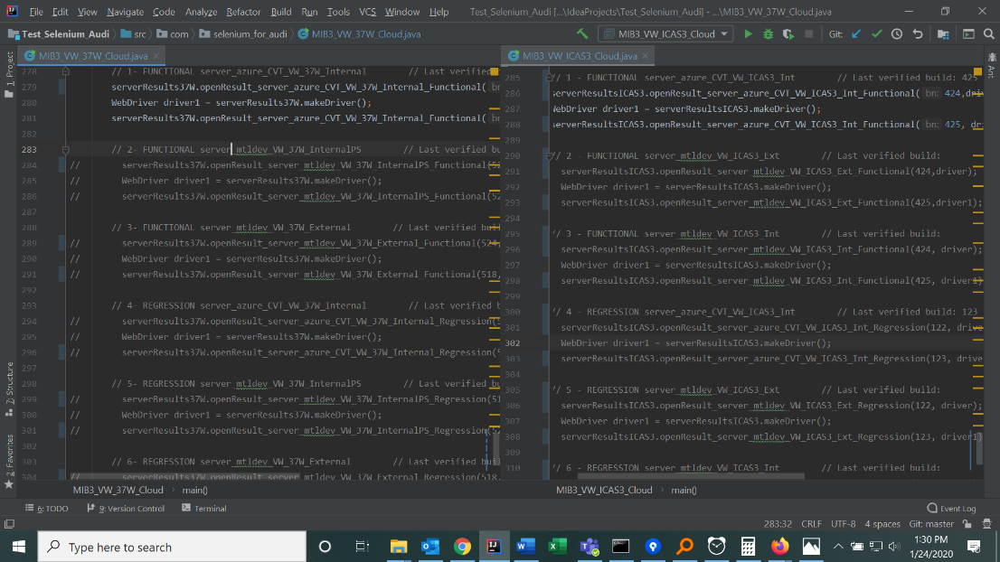 File Edit View Navigate Code Analyze Refactor Build Run Tools VCS Window Help Test_Selenium_Audi [...\IdeaProjects\Test_Selenium_Audi] - ...\MIB3_VW_37W_Cloud.java
Test_Selenium_Audi src com selenium_for_audi MIB3_VW_37W_Cloud.java MIB3_VW_ICAS3_Cloud Git:
MIB3_VW_37W_Cloud.java
278 // 1- FUNCTIONAL server_azure_CVT_VW_37W_Internal // Last verified
279 serverResults37W.openResult_server_azure_CVT_VW_37W_Internal_Functional( bn
280 WebDriver driver1 = serverResults37W.makeDriver();
281 serverResults37W.openResult_server_azure_CVT_VW_37W_Internal_Functional(
282
283 // 2- FUNCTIONAL server_mtldev_VW_37W_InternalPS // Last verified bu
284 // serverResults37W.openResult_server_mtldev_VW_37W_InternalPS_Functional(52
285 // WebDriver driver1 = serverResults37W.makeDriver();
286 // serverResults37W.openResult_server_mtldev_VW_37W_InternalPS_Functional(52
287
288 // 3- FUNCTIONAL server_mtldev_VW_37W_External // Last verified bui
289 // serverResults37W.openResult_server_mtldev_VW_37W_External_Functional(524,
290 // WebDriver driver1 = serverResults37W.makeDriver();
291 // serverResults37W.openResult_server_mtldev_VW_37W_External_Functional(518,
292
293 // 4- REGRESSION server_azure_CVT_VW_37W_Internal // Last verified b
294 // serverResults37W.openResult_server_azure_CVT_VW_37W_Internal_Regression(5
295 // WebDriver driver1 = serverResults37W.makeDriver();
296 // serverResults37W.openResult_server_azure_CVT_VW_37W_Internal_Regression(5
297
298 // 5- REGRESSION server_mtldev_VW_37W_InternalPS // Last verified bu
299 // serverResults37W.openResult_server_mtldev_VW_37W_InternalPS_Regression(51
300 // WebDriver driver1 = serverResults37W.makeDriver();
301 // serverResults37W.openResult_server_mtldev_VW_37W_InternalPS_Regression(52
302
303 // 6- REGRESSION server_mtldev_VW_37W_External // Last verified bui
304 // serverResults37W.openResult_server_mtldev_VW_37W_External_Regression(518,
MIB3_VW_37W_Cloud main()
MIB3_VW_ICAS3_Cloud.java
285 // 1 - FUNCTIONAL server_azure_CVT_VW_ICAS3_Int // Last verified build: 425
286 serverResultsICAS3.openResult_server_azure_CVT_VW_ICAS3_Int_Functional( bn: 424,driv
287 WebDriver driver1 = serverResultsICAS3.makeDriver();
288 serverResultsICAS3.openResult_server_azure_CVT_VW_ICAS3_Int_Functional( bn: 425, dr
289
290 // 2 - FUNCTIONAL server_mtldev_VW_ICAS3_Ext // Last verified build:
291 serverResultsICAS3.openResult_server_mtldev_VW_ICAS3_Ext_Functional(424,driver);
292 WebDriver driver1 = serverResultsICAS3.makeDriver();
293 serverResultsICAS3.openResult_server_mtldev_VW_ICAS3_Ext_Functional(425,driver1);
294
295 // 3 - FUNCTIONAL server_mtldev_VW_ICAS3_Int // Last verified build:
296 serverResultsICAS3.openResult_server_mtldev_VW_ICAS3_Int_Functional(424, driver);
297 WebDriver driver1 = serverResultsICAS3.makeDriver();
298 serverResultsICAS3.openResult_server_mtldev_VW_ICAS3_Int_Functional(425, driver1)
299
300 // 4 - REGRESSION server_azure_CVT_VW_ICAS3_Int // Last verified build: 123
301 serverResultsICAS3.openResult_server_azure_CVT_VW_ICAS3_Int_Regression(122, drive
302 WebDriver driver1 = serverResultsICAS3.makeDriver();
303 serverResultsICAS3.openResult_server_azure_CVT_VW_ICAS3_Int_Regression(123, drive
304
305 // 5 - REGRESSION server_mtldev_VW_ICAS3_Ext // Last verified build:
306 serverResultsICAS3.openResult_server_mtldev_VW_ICAS3_Ext_Regression(122, driver);
307 WebDriver driver1 = serverResultsICAS3.makeDriver();
308 serverResultsICAS3.openResult_server_mtldev_VW_ICAS3_Ext_Regression(123, driver1)
309
310 // 6 - REGRESSION server_mtldev_VW_ICAS3_Int // Last verified build:
MIB3_VW_ICAS3_Cloud main()
1: Project
7: Structure
2: Favorites
Ant
6: TODO 9: Version Control Terminal Event Log
283:32 CRLF UTF-8 4 spaces Git: master
Type here to search
1:30 PM
1/24/2020